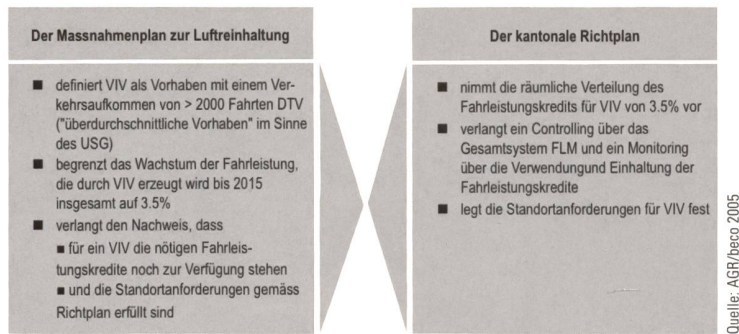 Der Massnahmenplan zur Luftreinhaltung
■ definiert VIV als Vorhaben mit einem Ver-
kehrsaufkommen von > 2000 Fahrten DTV
("überdurchschnittliche Vorhaben" im Sinne
des USG)
■ begrenzt das Wachstum der Fahrleistung,
die durch VIV erzeugt wird bis 2015
insgesamt auf 3.5%
■ verlangt den Nachweis, dass
■ für ein VIV die nötigen Fahrleis-
tungskredite noch zur Verfügung stehen
■ und die Standortanforderungen gemäss
Richtplan erfüllt sind
Der kantonale Richtplan
■ nimmt die räumliche Verteilung des
Fahrleistungskredits für VIV von 3.5% vor
■ verlangt ein Controlling über das
Gesamtsystem FLM und ein Monitoring
über die Verwendungund Einhaltung der
Fahrleistungskredite
■ legt die Standortanforderungen für VIV fest
Quelle: AGR/beco 2005